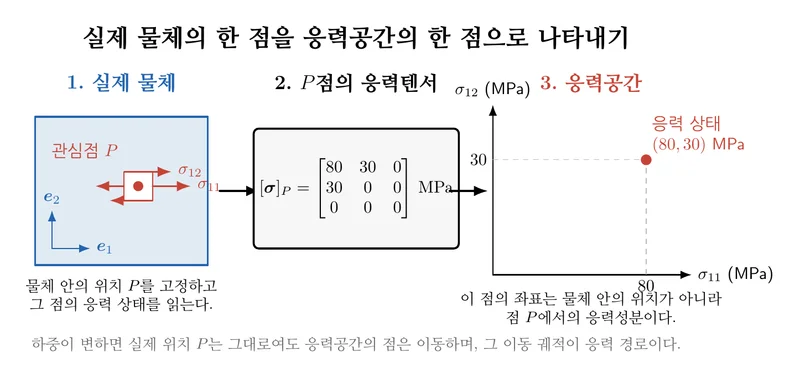 실제 물체의 한 점을 응력공간의 한 점으로 나타내기
1. 실제 물체
관심점 P
σ12
σ11
e2
e1
물체 안의 위치 P를 고정하고
그 점의 응력 상태를 읽는다.
2. P점의 응력텐서
[σ]P = [80 30 0
30 0 0
0 0 0] MPa
3. 응력공간
σ12 (MPa)
응력 상태
(80, 30) MPa
30
80
σ11 (MPa)
이 점의 좌표는 물체 안의 위치가 아니라
점 P에서의 응력성분이다.
하중이 변하면 실제 위치 P는 그대로여도 응력공간의 점은 이동하며, 그 이동 궤적이 응력 경로이다.